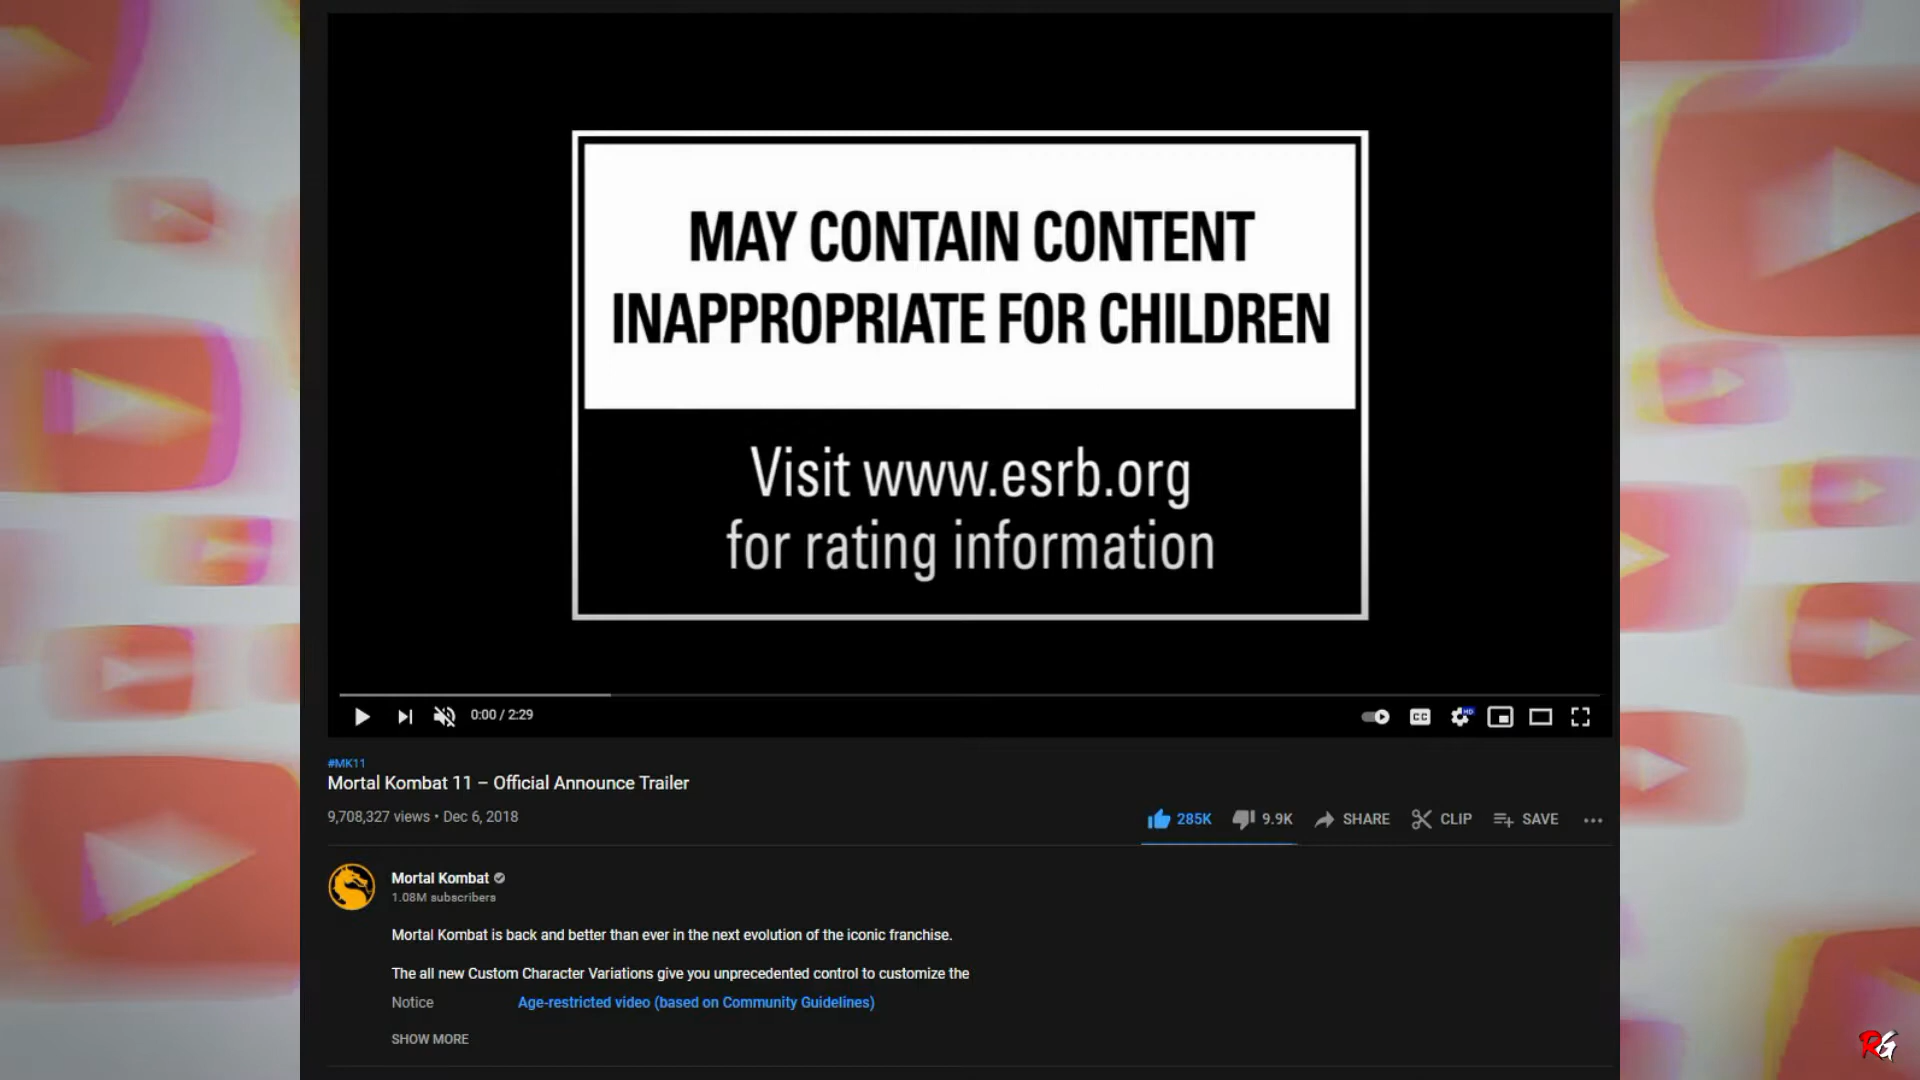 MAY CONTAIN CONTENT
INAPPROPRIATE FOR CHILDREN
Visit www.esrb.org
for rating information
0:00 / 2:29
CC
HD
#MK11
Mortal Kombat 11 – Official Announce Trailer
9,708,327 views • Dec 6, 2018
285K
9.9K
SHARE
CLIP
SAVE
Mortal Kombat
1.08M subscribers
Mortal Kombat is back and better than ever in the next evolution of the iconic franchise.
The all new Custom Character Variations give you unprecedented control to customize the
Notice
Age-restricted video (based on Community Guidelines)
SHOW MORE
RG